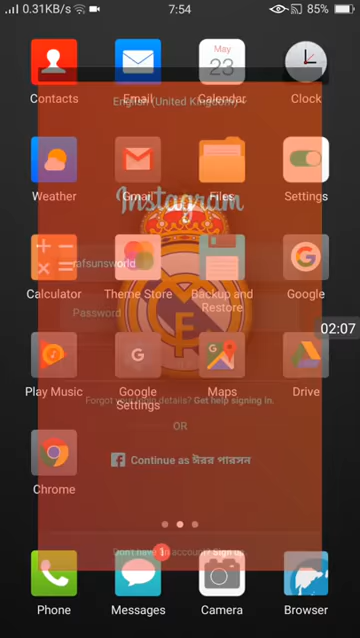 0.31KB/s 7:54 85%
May
23
English (United Kingdom)
Contacts Email Calendar Clock
Instagram
Weather Gmail Files Settings
rafsunsworld
Calculator Theme Store Backup and Restore Google
Password
02:07
Play Music Google Settings Maps Drive
Forgot your login details? Get help signing in.
OR
Continue as ঈরর পারসন
Chrome
1
Don't have an account? Sign up.
Phone Messages Camera Browser